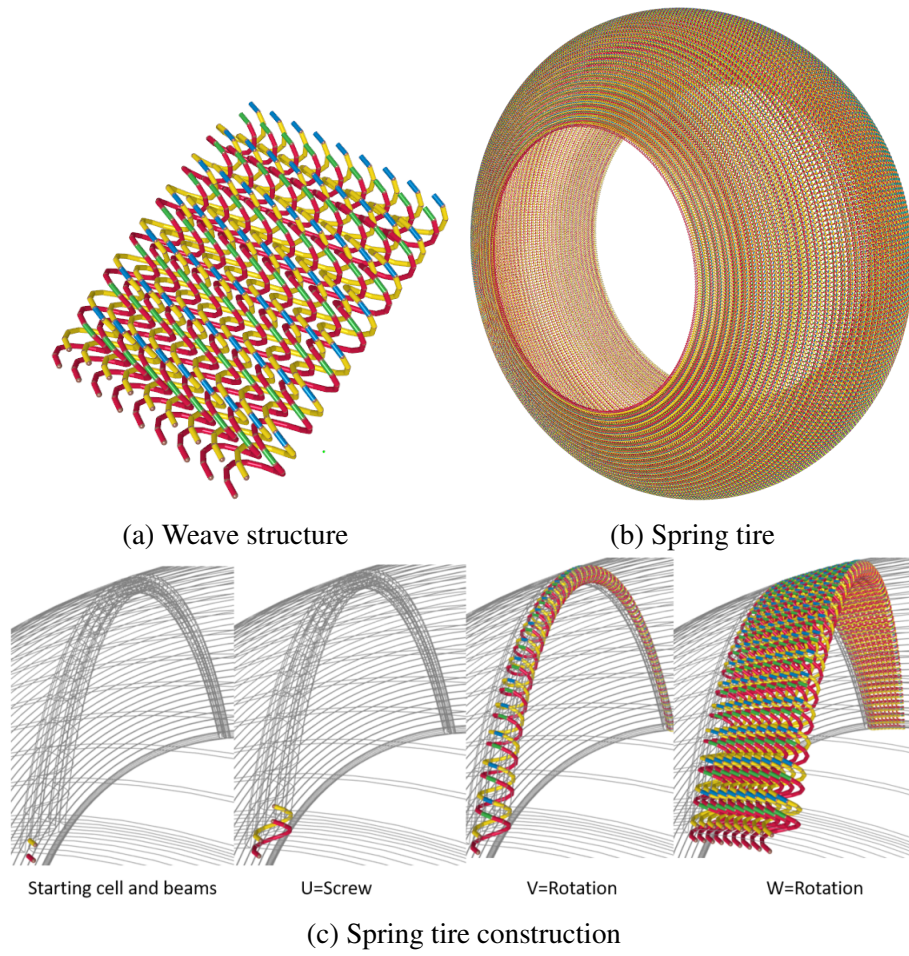 (a) Weave structure
(b) Spring tire
Starting cell and beams
U=Screw
V=Rotation
W=Rotation
(c) Spring tire construction